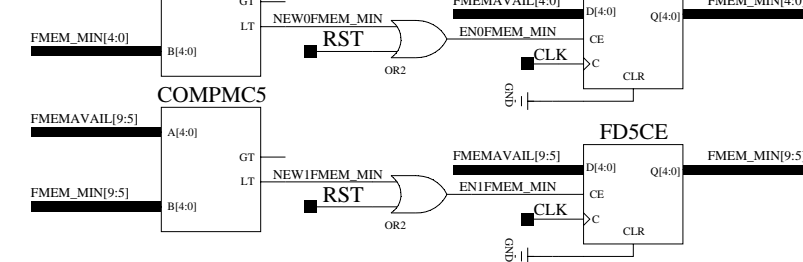 GT
FMEMAVAIL[4:0]
D[4:0]
Q[4:0]
FMEM_MIN[4:0]
FMEM_MIN[4:0]
B[4:0]
LT
NEW0FMEM_MIN
RST
OR2
EN0FMEM_MIN
CE
CLK
C
CLR
GND
COMPMC5
FMEMAVAIL[9:5]
A[4:0]
GT
LT
NEW1FMEM_MIN
FMEM_MIN[9:5]
B[4:0]
RST
OR2
FD5CE
FMEMAVAIL[9:5]
D[4:0]
Q[4:0]
FMEM_MIN[9:5
EN1FMEM_MIN
CE
CLK
C
CLR
GND